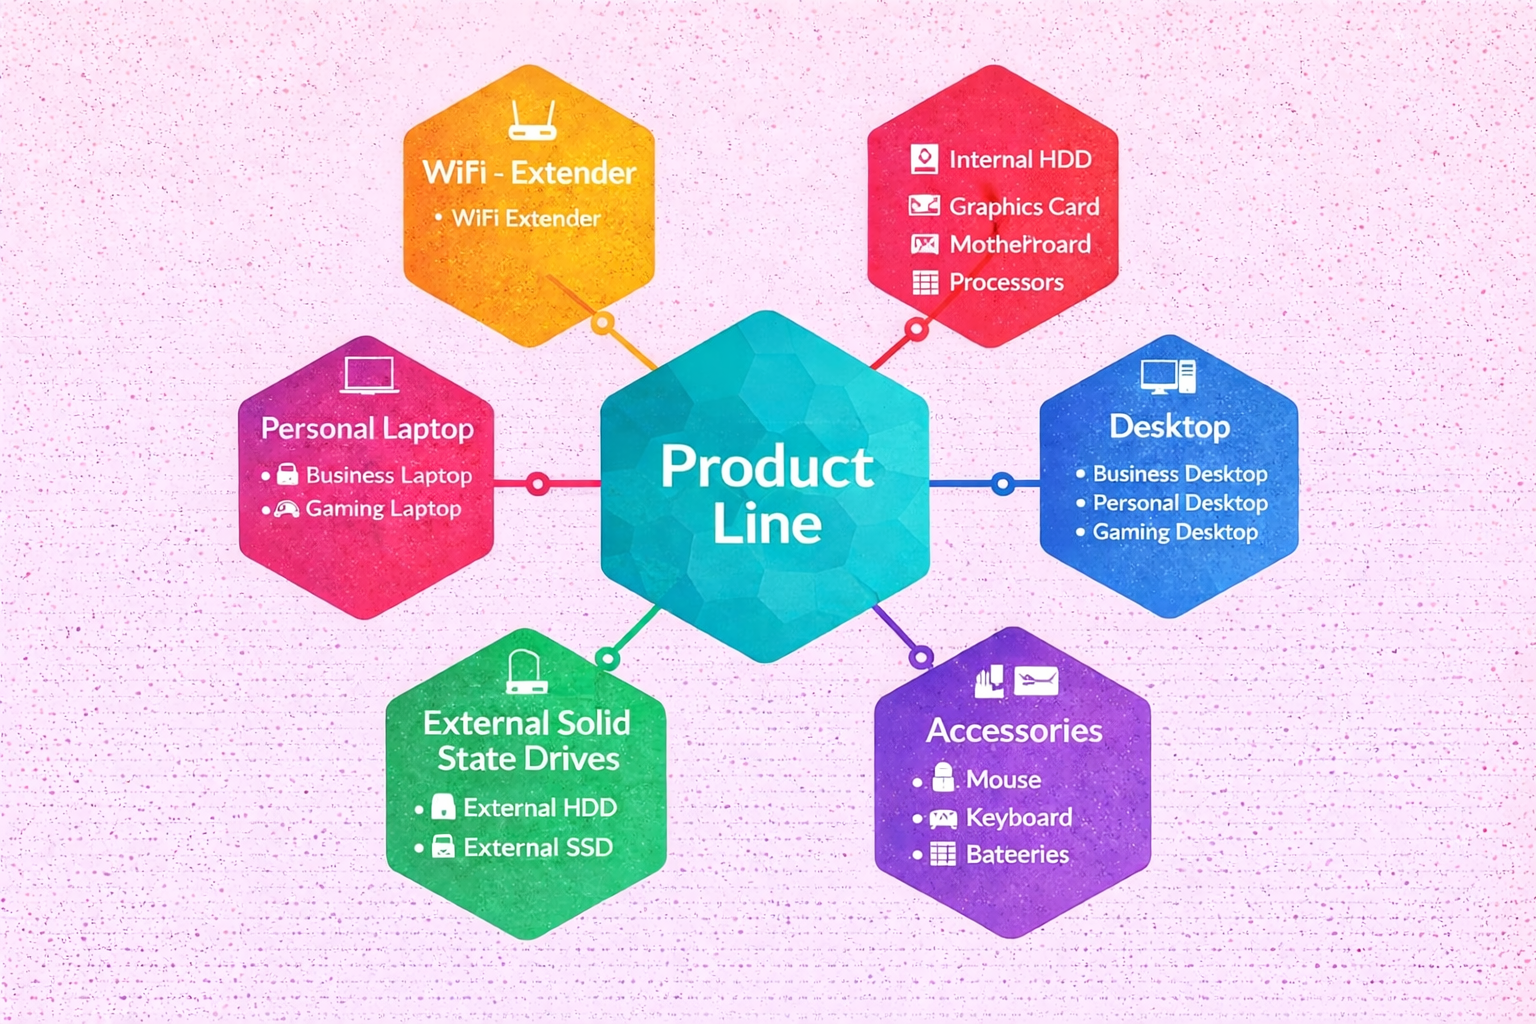 WiFi - Extender
• WiFi Extender
Internal HDD
Graphics Card
Motherroard
Processors
Personal Laptop
• Business Laptop
• Gaming Laptop
Product
Line
Desktop
• Business Desktop
• Personal Desktop
• Gaming Desktop
External Solid
State Drives
• External HDD
• External SSD
Accessories
• Mouse
• Keyboard
• Bateeries